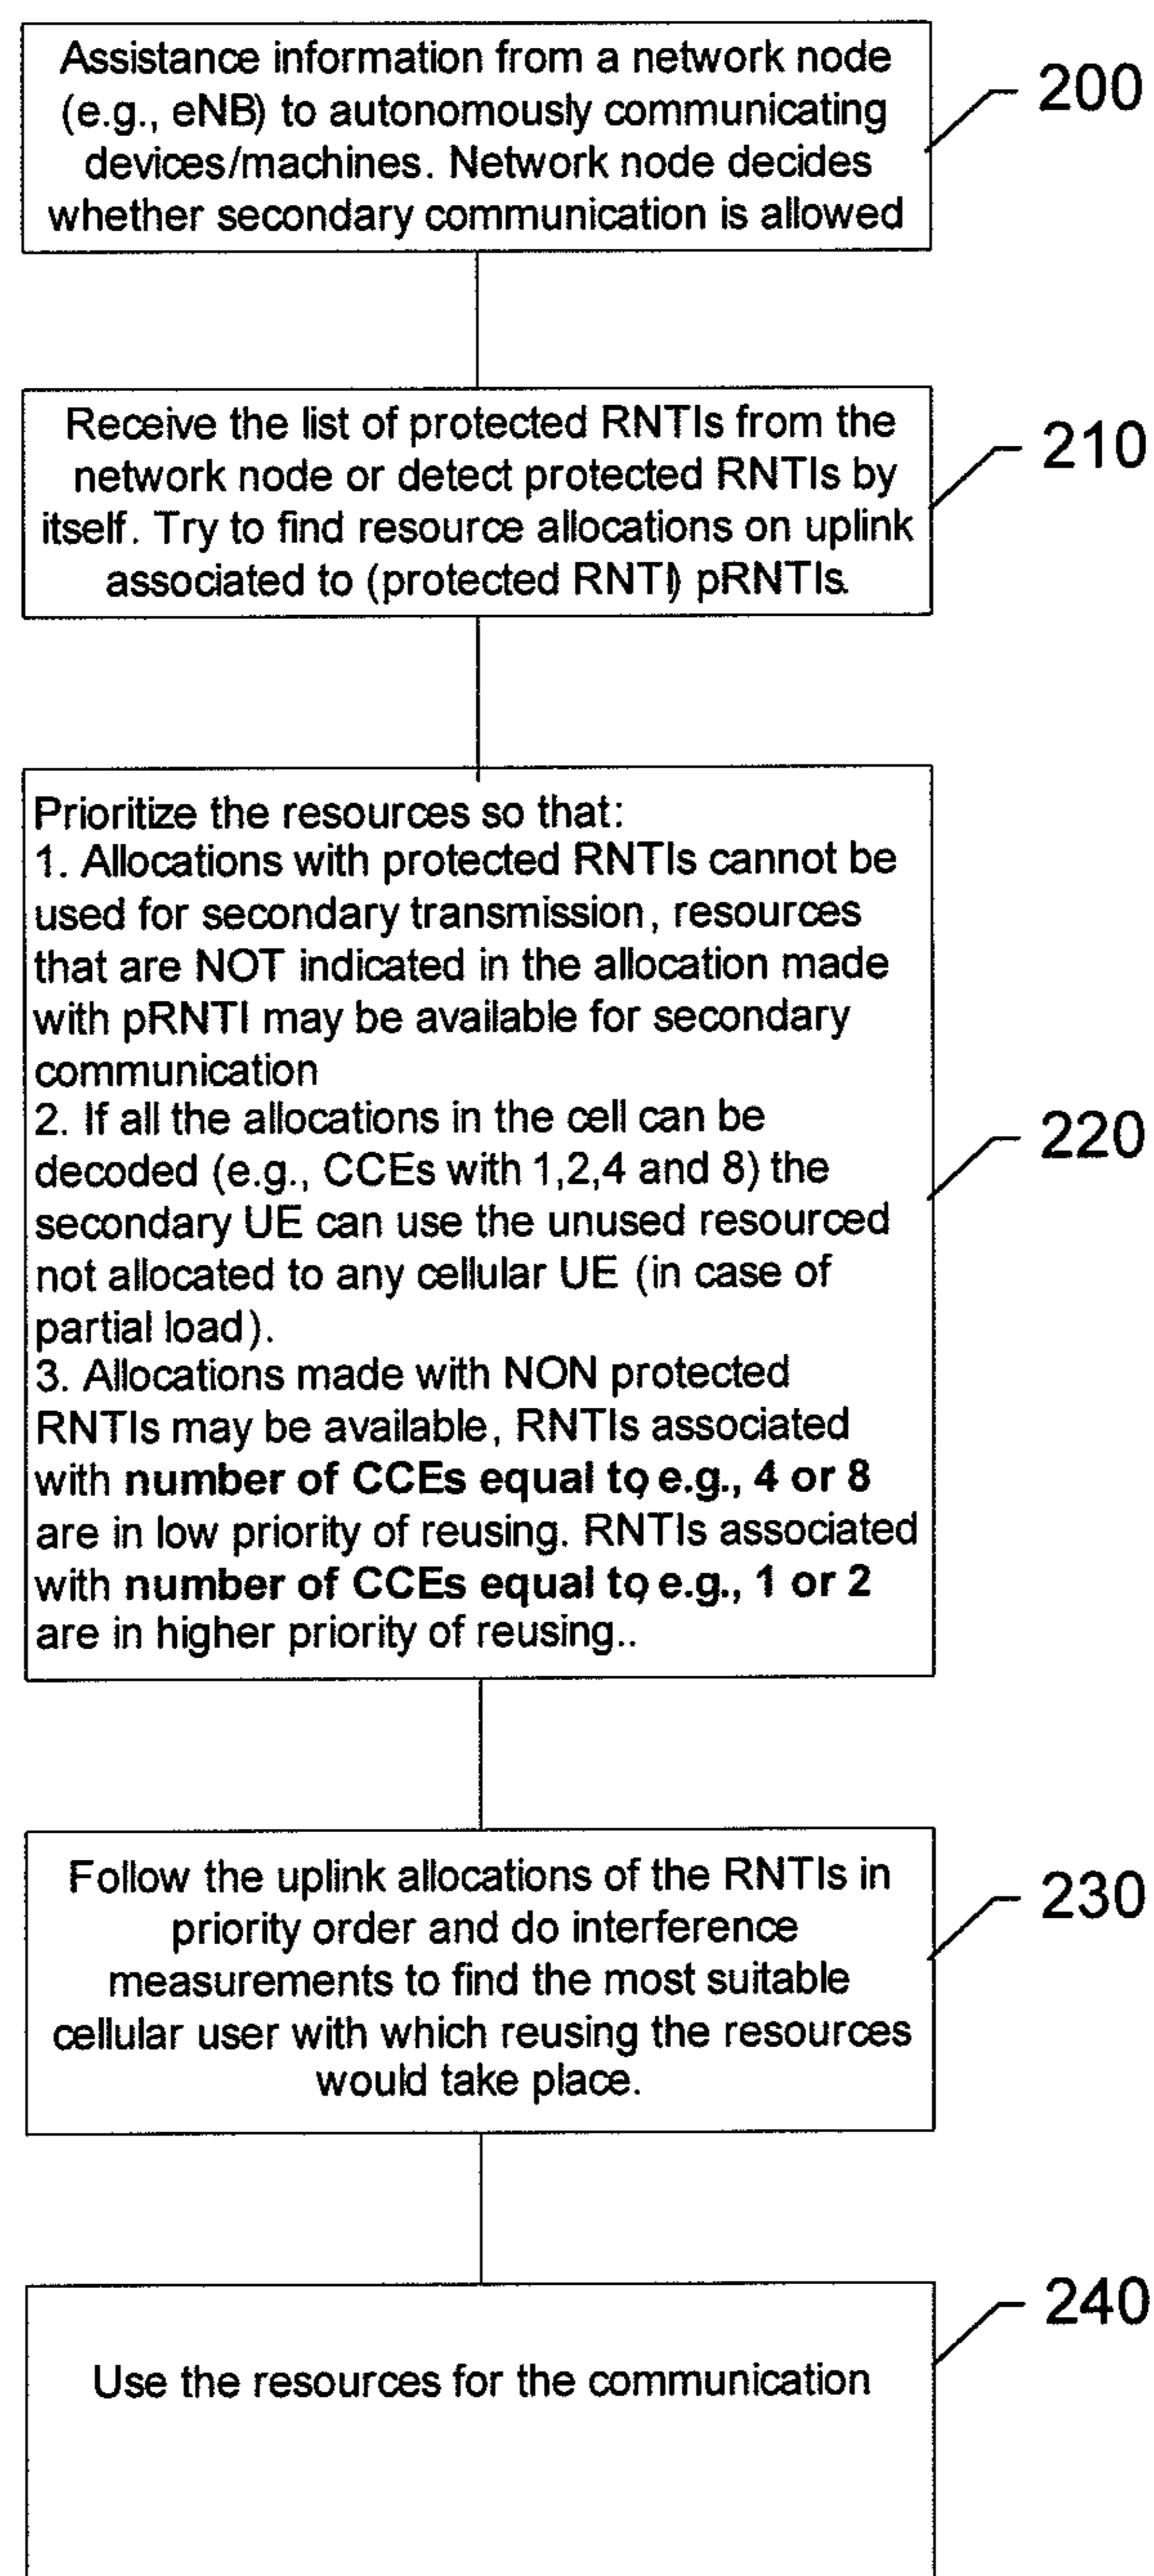 Assistance information from a network node
(e.g., eNB) to autonomously communicating
devices/machines. Network node decides
whether secondary communication is allowed
200
Receive the list of protected RNTIs from the
network node or detect protected RNTIs by
itself. Try to find resource allocations on uplink
associated to (protected RNTI) pRNTIs.
210
Prioritize the resources so that:
1. Allocations with protected RNTIs cannot be
used for secondary transmission, resources
that are NOT indicated in the allocation made
with pRNTI may be available for secondary
communication
2. If all the allocations in the cell can be
decoded (e.g., CCEs with 1,2,4 and 8) the
secondary UE can use the unused resourced
not allocated to any cellular UE (in case of
partial load).
3. Allocations made with NON protected
RNTIs may be available, RNTIs associated
with number of CCEs equal to, e.g., 4 or 8
are in low priority of reusing. RNTIs associated
with number of CCEs equal to, e.g., 1 or 2
are in higher priority of reusing..
220
Follow the uplink allocations of the RNTIs in
priority order and do interference
measurements to find the most suitable
cellular user with which reusing the resources
would take place.
230
Use the resources for the communication
240